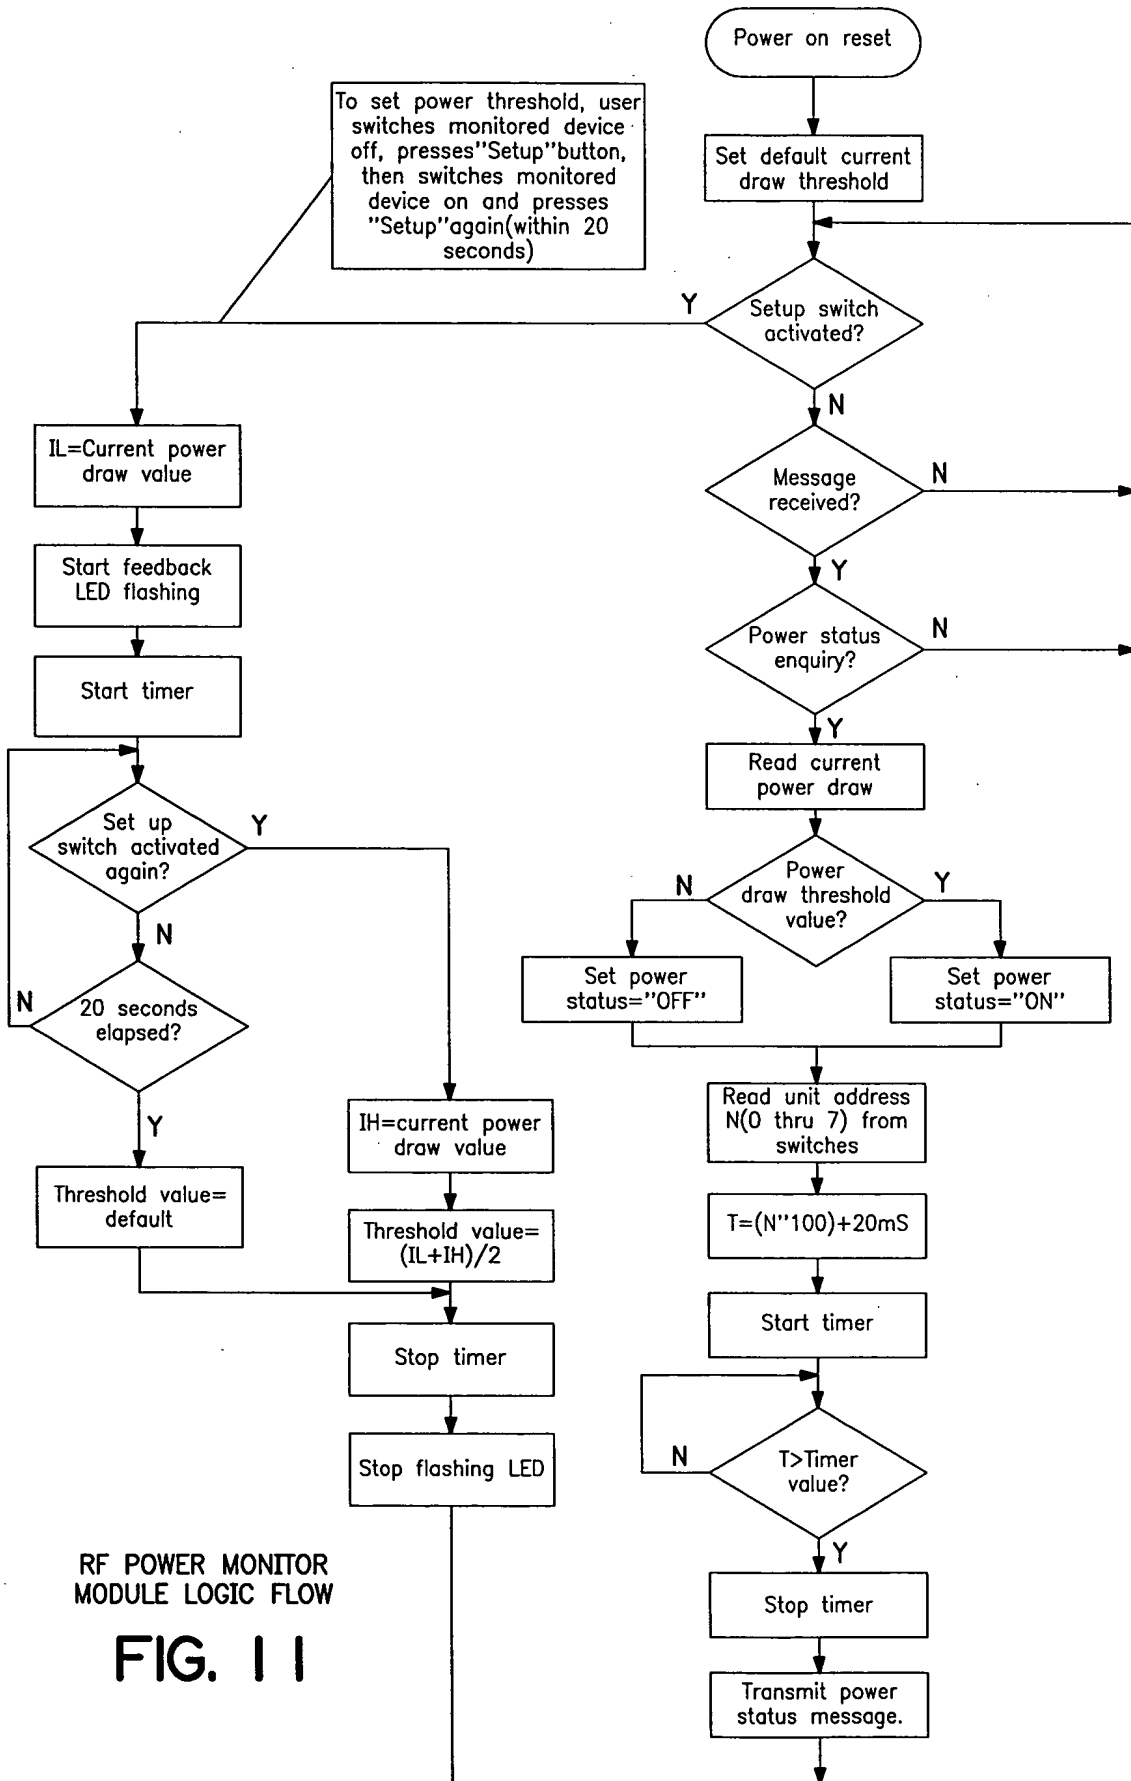 Power on reset
To set power threshold, user
switches monitored device
off, presses"Setup"button,
then switches monitored
device on and presses
"Setup"again(within 20
seconds)
Set default current
draw threshold
Setup switch
activated?
Y
N
IL=Current power
draw value
Message
received?
N
Y
Start feedback
LED flashing
Power status
enquiry?
N
Y
Start timer
Read current
power draw
Set up
switch activated
again?
Y
N
Power
draw threshold
value?
N
Y
20 seconds
elapsed?
N
Y
Set power
status="OFF"
Set power
status="ON"
Read unit address
N(0 thru 7) from
switches
IH=current power
draw value
Threshold value=
default
Threshold value=
(IL+IH)/2
T=(N"100)+20mS
Start timer
Stop timer
T>Timer
value?
N
Y
Stop flashing LED
Stop timer
Transmit power
status message.
RF POWER MONITOR
MODULE LOGIC FLOW
FIG. 11